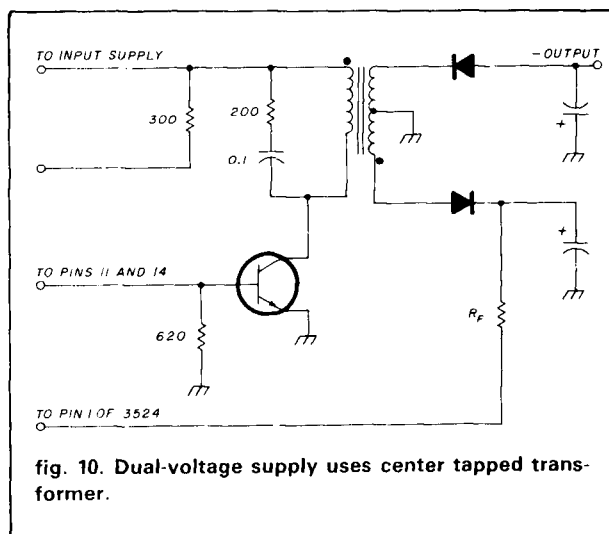 TO INPUT SUPPLY
-OUTPUT
300
200
0.1
+
+
TO PINS 11 AND 14
620
RF
TO PIN 1 OF 3524
fig. 10. Dual-voltage supply uses center tapped trans-
former.